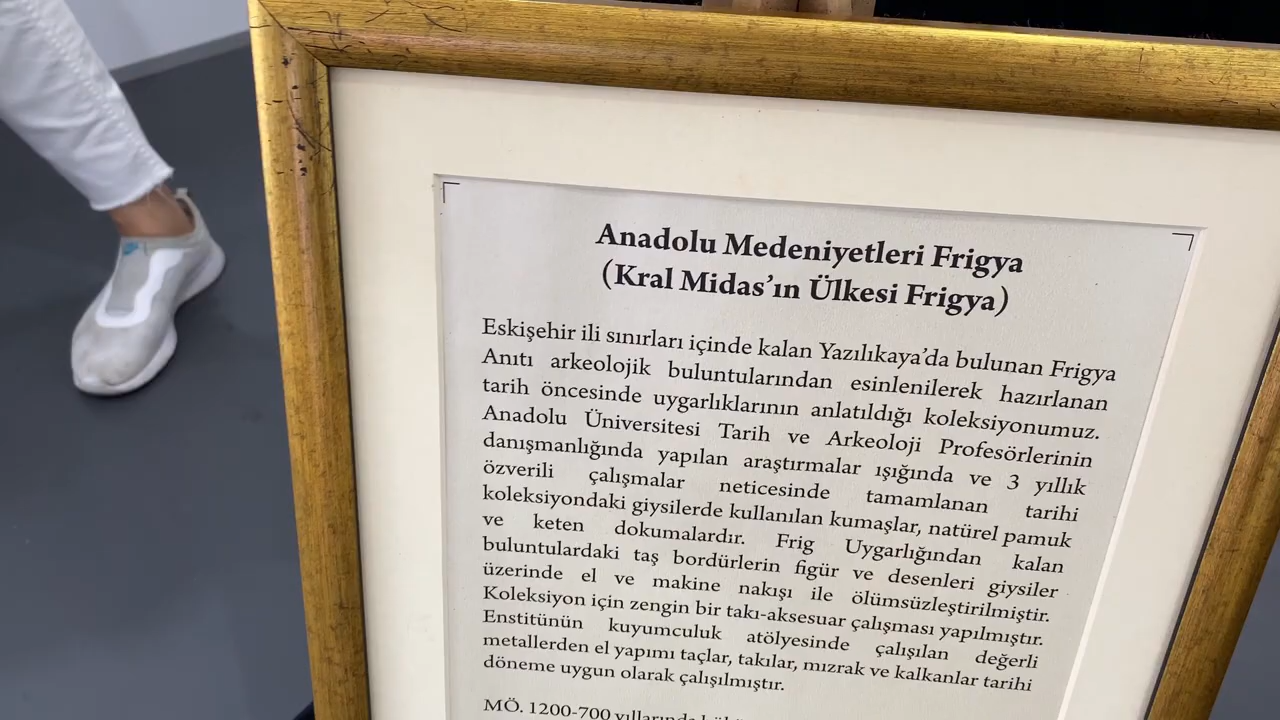 Anadolu Medeniyetleri Frigya
(Kral Midas’ın Ülkesi Frigya)
Eskişehir ili sınırları içinde kalan Yazılıkaya’da bulunan Frigya
Anıtı arkeolojik buluntularından esinlenilerek hazırlanan
tarih öncesinde uygarlıklarının anlatıldığı koleksiyonumuz.
Anadolu Üniversitesi Tarih ve Arkeoloji Profesörlerinin
danışmanlığında yapılan araştırmalar ışığında ve 3 yıllık
özverili çalışmalar neticesinde tamamlanan tarihi
koleksiyondaki giysilerde kullanılan kumaşlar, natürel pamuk
ve keten dokumalardır. Frig Uygarlığından kalan
buluntulardaki taş bordürlerin figür ve desenleri giysiler
üzerinde el ve makine nakışı ile ölümsüzleştirilmiştir.
Koleksiyon için zengin bir takı-aksesuar çalışması yapılmıştır.
Enstitünün kuyumculuk atölyesinde çalışılan değerli
metallerden el yapımı taçlar, takılar, mızrak ve kalkanlar tarihi
döneme uygun olarak çalışılmıştır.
MÖ. 1200-700 yıllarında